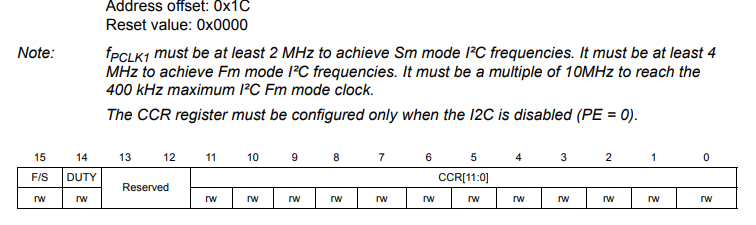 Address offset: 0x1C
Reset value: 0x0000
Note: fPCLK1 must be at least 2 MHz to achieve Sm mode I²C frequencies. It must be at least 4
MHz to achieve Fm mode I²C frequencies. It must be a multiple of 10MHz to reach the
400 kHz maximum I²C Fm mode clock.
The CCR register must be configured only when the I2C is disabled (PE = 0).
15 14 13 12 11 10 9 8 7 6 5 4 3 2 1 0
F/S DUTY Reserved CCR[11:0]
rw rw rw rw rw rw rw rw rw rw rw rw rw rw